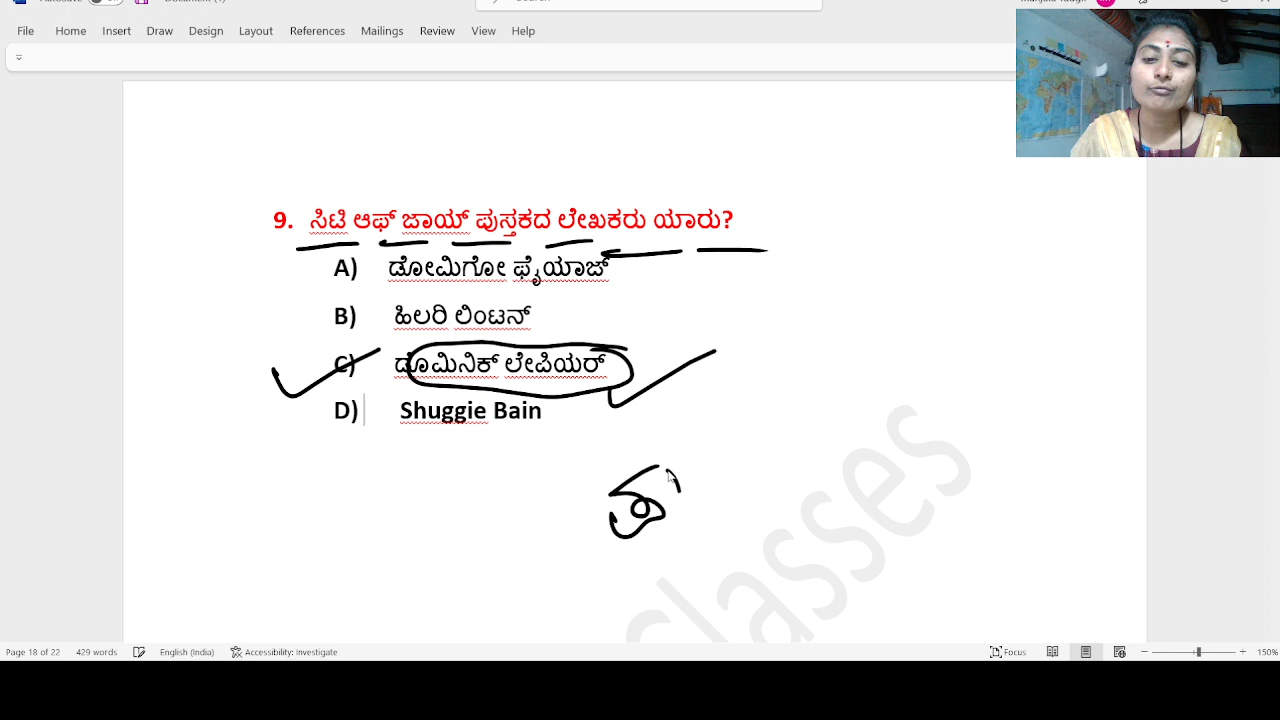 File Home Insert Draw Design Layout References Mailings Review View Help
9. ಸಿಟಿ ಆಫ್ ಜಾಯ್ ಪುಸ್ತಕದ ಲೇಖಕರು ಯಾರು?
A) ಡೋಮಿಗೋ ಫೈಯಾಜ್
B) ಹಿಲರಿ ಲಿಂಟನ್
C) ಡೊಮಿನಿಕ್ ಲೇಪಿಯರ್
D) Shuggie Bain
classes
Page 18 of 22 429 words English (India) Accessibility: Investigate Focus 150%